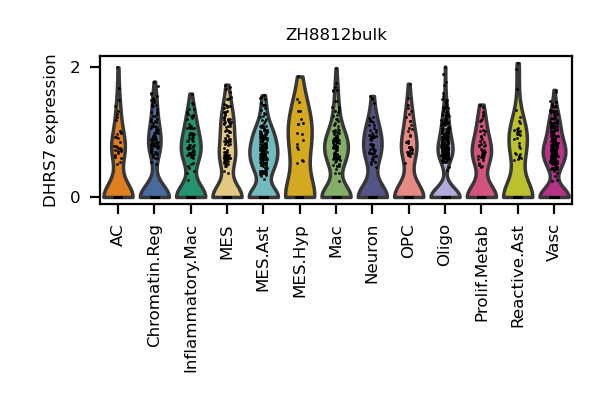 ZH8812bulk
DHRS7 expression
2
0
AC
Chromatin.Reg
Inflammatory.Mac
MES
MES.Ast
MES.Hyp
Mac
Neuron
OPC
Oligo
Prolif.Metab
Reactive.Ast
Vasc